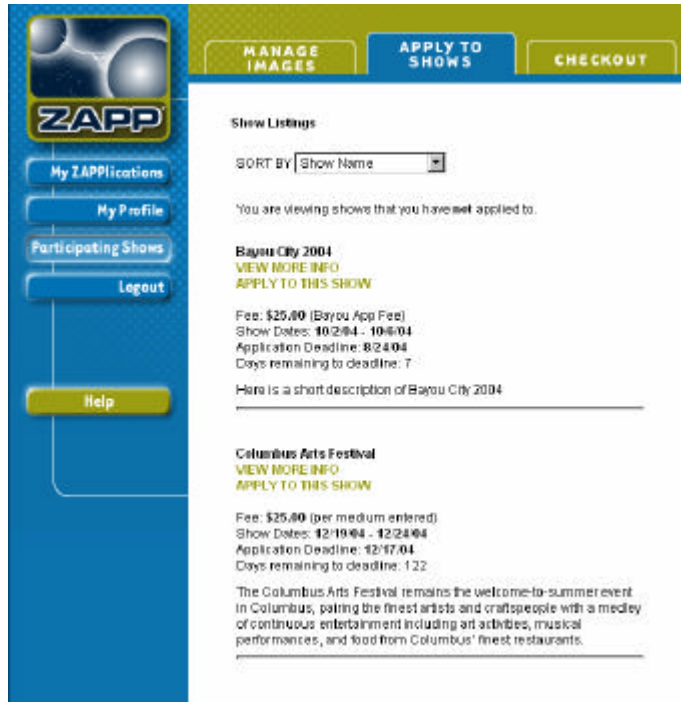 MANAGE IMAGES
APPLY TO SHOWS
CHECKOUT
ZAPP
My ZAPPlications
My Profile
Participating Shows
Logout
Help
Show Listings
SORT BY Show Name
You are viewing shows that you have not applied to.
Bayou City 2004
VIEW MORE INFO
APPLY TO THIS SHOW
Fee: $25.00 (Bayou App Fee)
Show Dates: 10/2/04 - 10/6/04
Application Deadline: 8/24/04
Days remaining to deadline: 7
Here is a short description of Bayou City 2004
Columbus Arts Festival
VIEW MORE INFO
APPLY TO THIS SHOW
Fee: $25.00 (per medium entered)
Show Dates: 12/19/04 - 12/24/04
Application Deadline: 12/17/04
Days remaining to deadline: 122
The Columbus Arts Festival remains the welcome-to-summer event
in Columbus, pairing the finest artists and craftspeople with a medley
of continuous entertainment including art activities, musical
performances, and food from Columbus' finest restaurants.